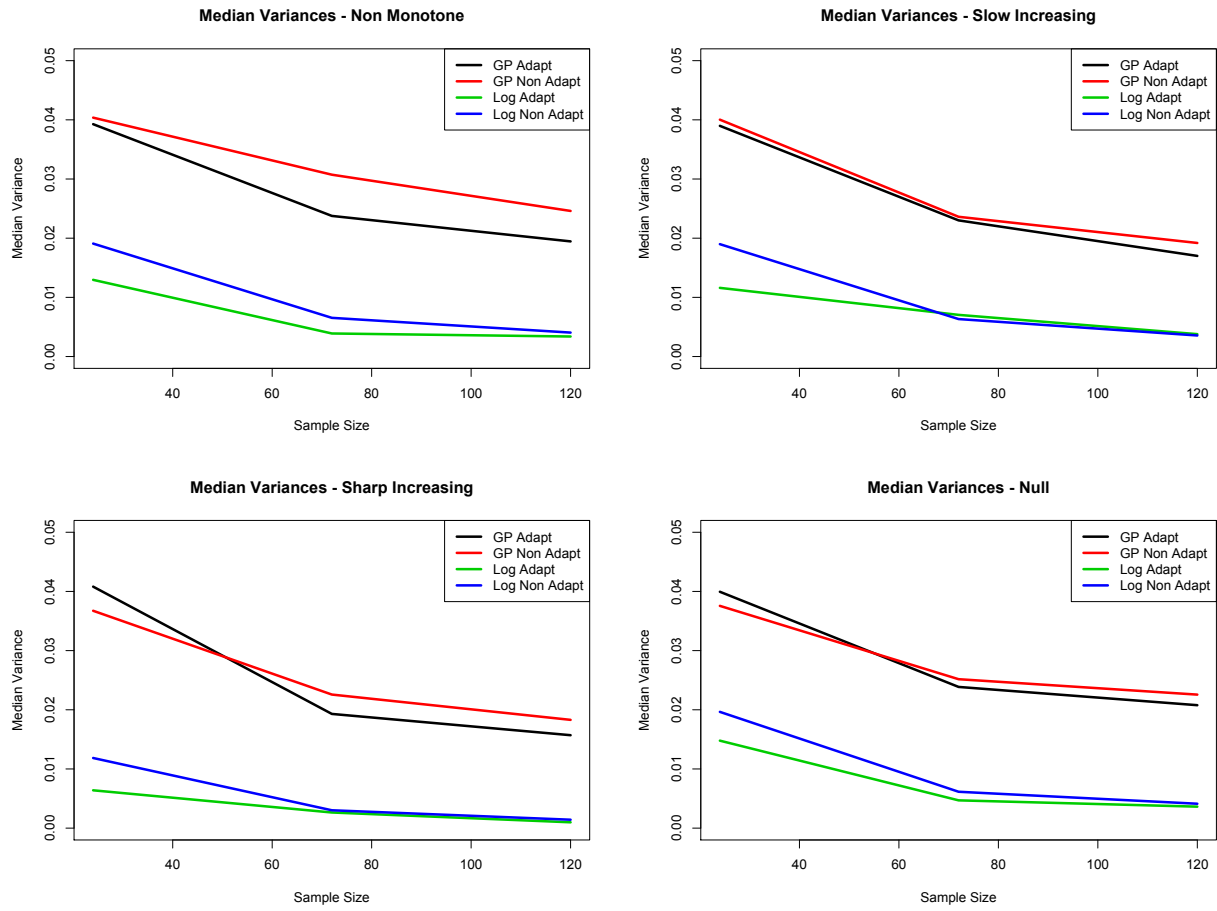 Median Variances - Non Monotone
GP Adapt
GP Non Adapt
Log Adapt
Log Non Adapt
0.05
0.04
0.03
0.02
0.01
0.00
Median Variance
40 60 80 100 120
Sample Size
Median Variances - Slow Increasing
GP Adapt
GP Non Adapt
Log Adapt
Log Non Adapt
0.05
0.04
0.03
0.02
0.01
0.00
Median Variance
40 60 80 100 120
Sample Size
Median Variances - Sharp Increasing
GP Adapt
GP Non Adapt
Log Adapt
Log Non Adapt
0.05
0.04
0.03
0.02
0.01
0.00
Median Variance
40 60 80 100 120
Sample Size
Median Variances - Null
GP Adapt
GP Non Adapt
Log Adapt
Log Non Adapt
0.05
0.04
0.03
0.02
0.01
0.00
Median Variance
40 60 80 100 120
Sample Size